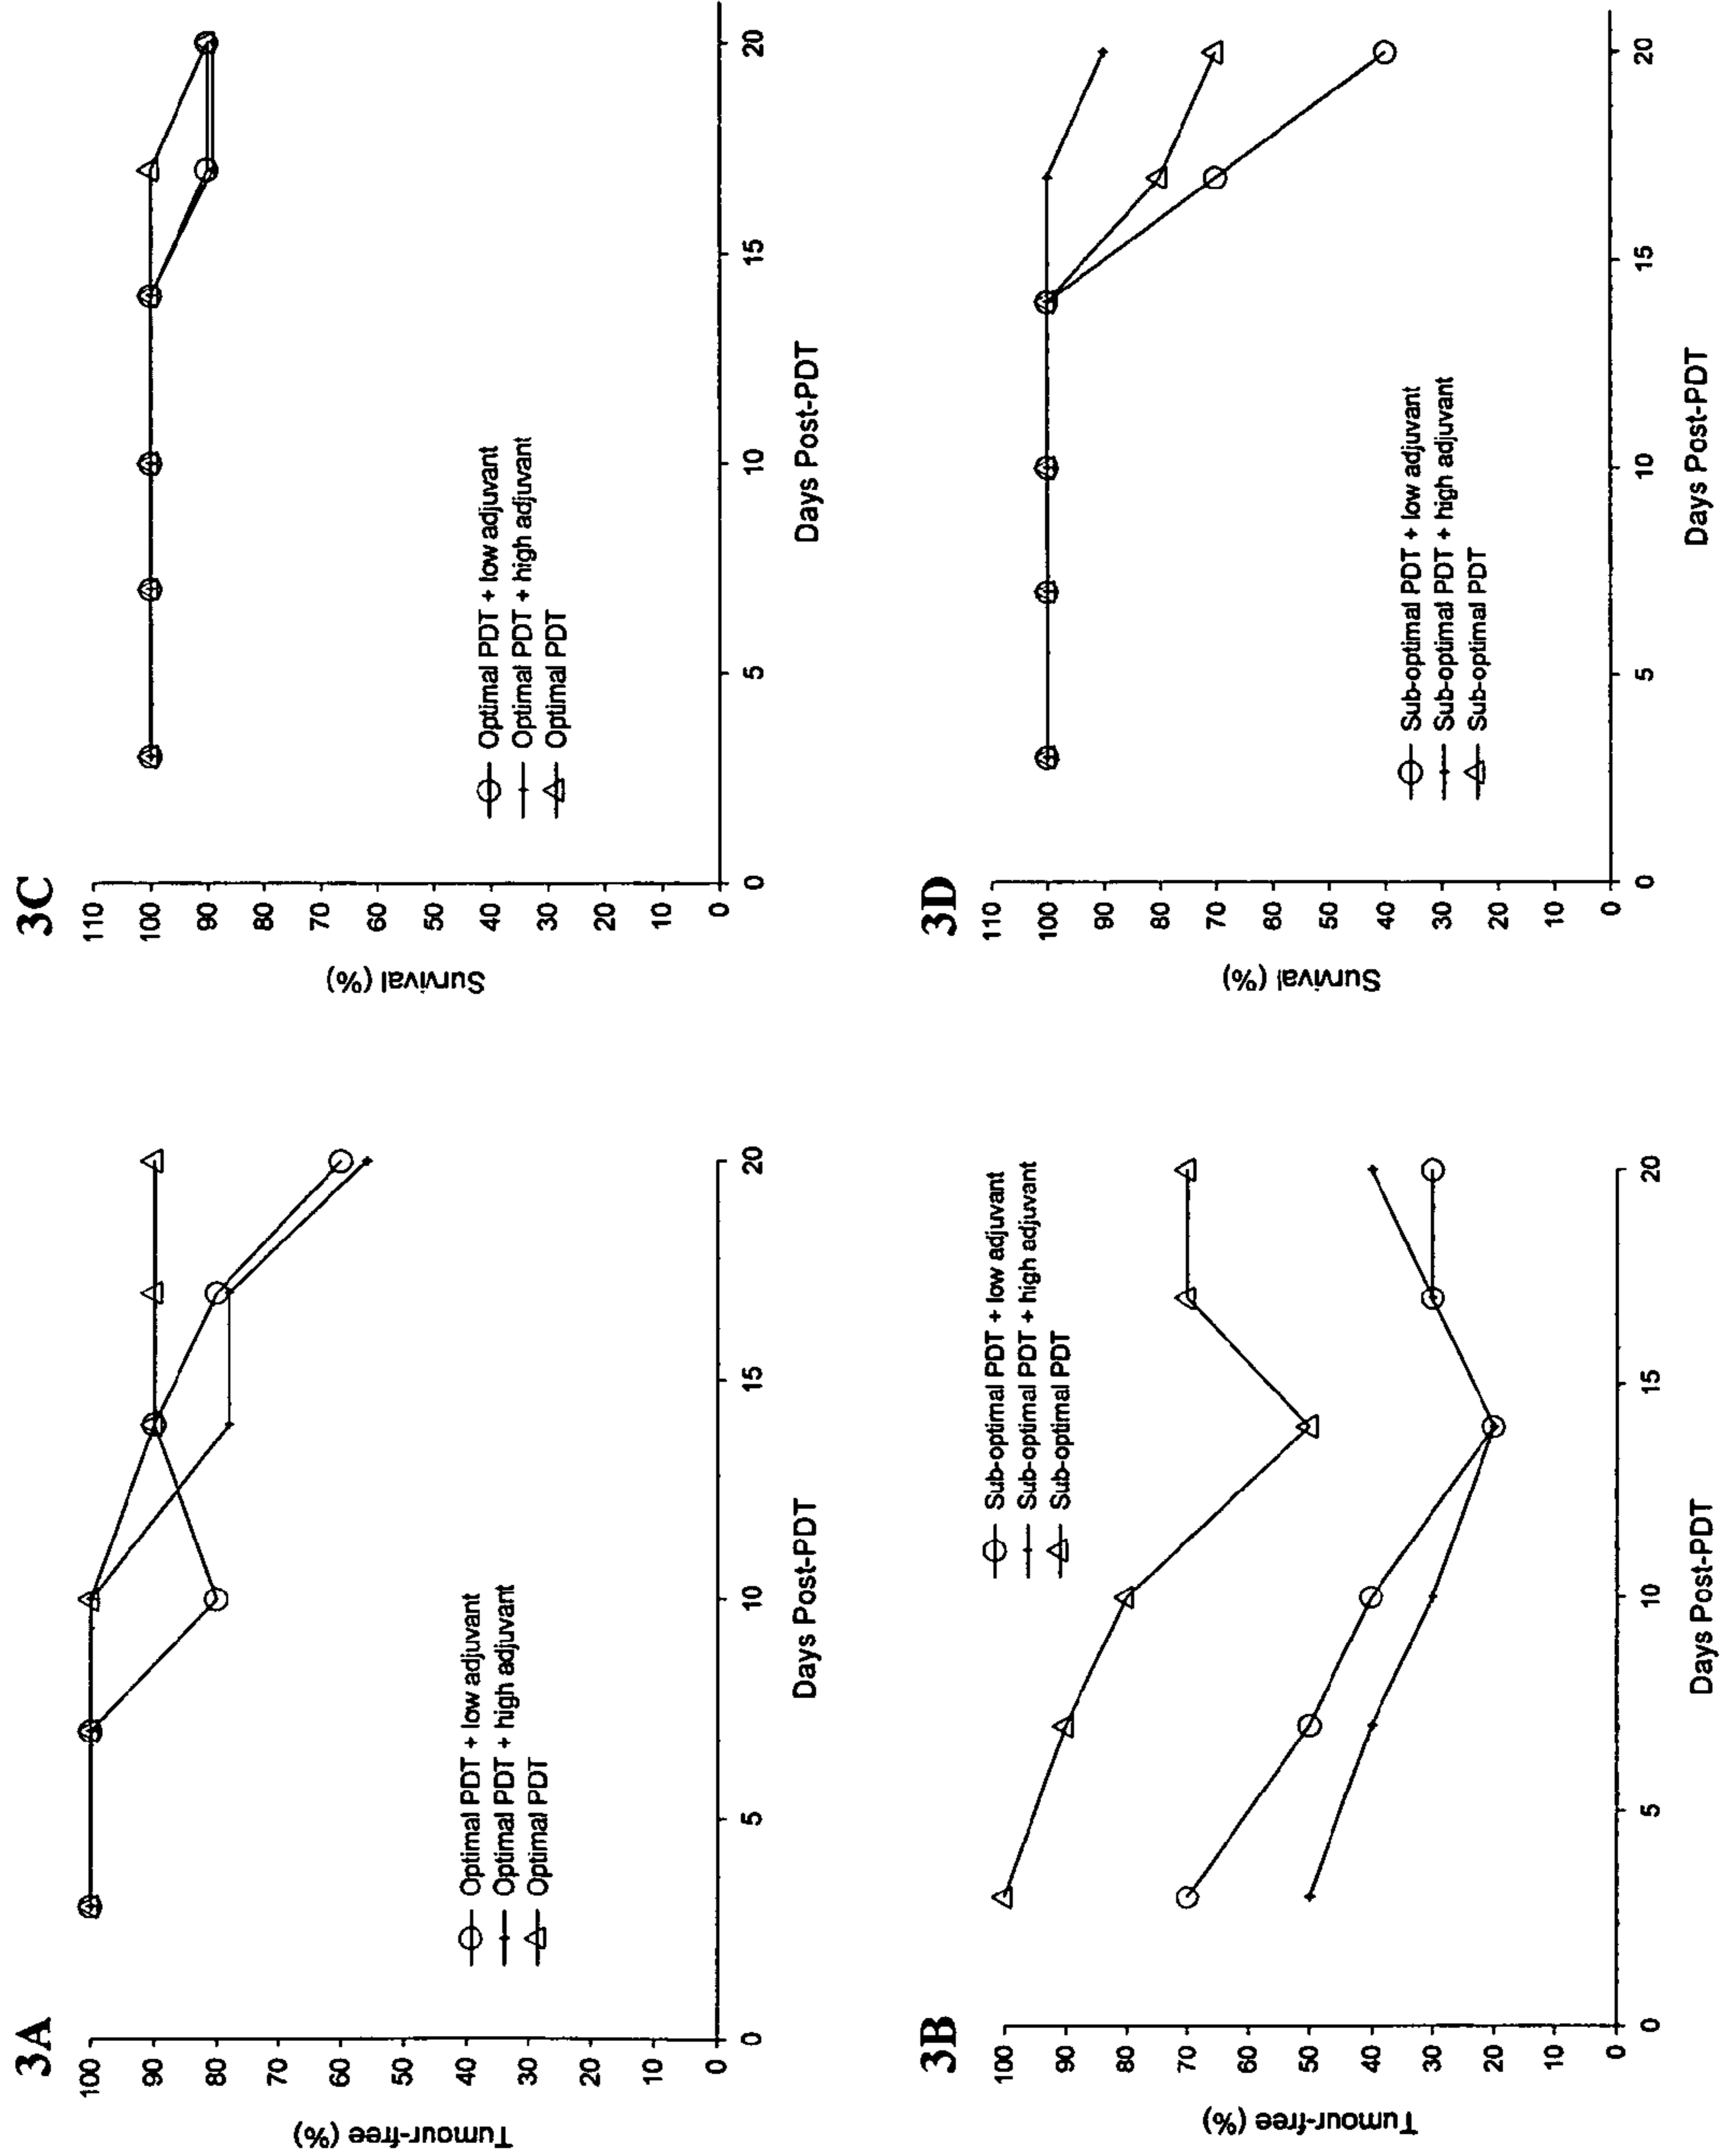 3A
Tumour-free (%)
100
90
80
70
60
50
40
30
20
10
0
0
5
10
15
20
Days Post-PDT
Optimal PDT + low adjuvant
Optimal PDT + high adjuvant
Optimal PDT
3B
Tumour-free (%)
100
90
80
70
60
50
40
30
20
10
0
0
5
10
15
20
Days Post-PDT
Sub-optimal PDT + low adjuvant
Sub-optimal PDT + high adjuvant
Sub-optimal PDT
3C
Survival (%)
110
100
90
80
70
60
50
40
30
20
10
0
0
5
10
15
20
Days Post-PDT
Optimal PDT + low adjuvant
Optimal PDT + high adjuvant
Optimal PDT
3D
Survival (%)
110
100
90
80
70
60
50
40
30
20
10
0
0
5
10
15
20
Days Post-PDT
Sub-optimal PDT + low adjuvant
Sub-optimal PDT + high adjuvant
Sub-optimal PDT